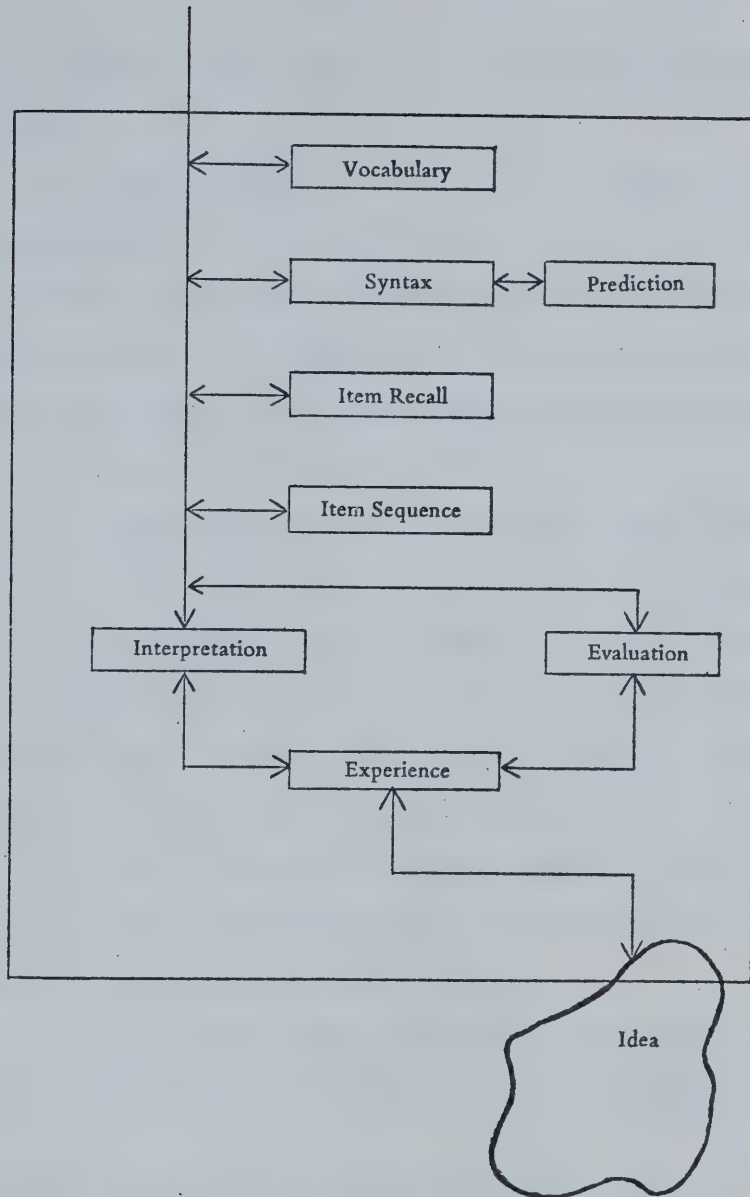 Vocabulary
Syntax
Prediction
Item Recall
Item Sequence
Interpretation
Evaluation
Experience
Idea